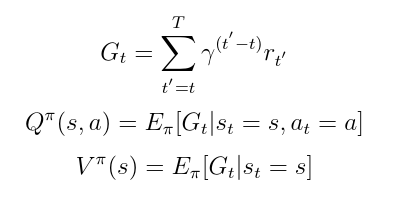 $G_t = \sum_{t'=t}^{T} \gamma^{(t'-t)} r_{t'}$
$Q^{\pi}(s, a) = E_{\pi}[G_t | s_t = s, a_t = a]$
$V^{\pi}(s) = E_{\pi}[G_t | s_t = s]$